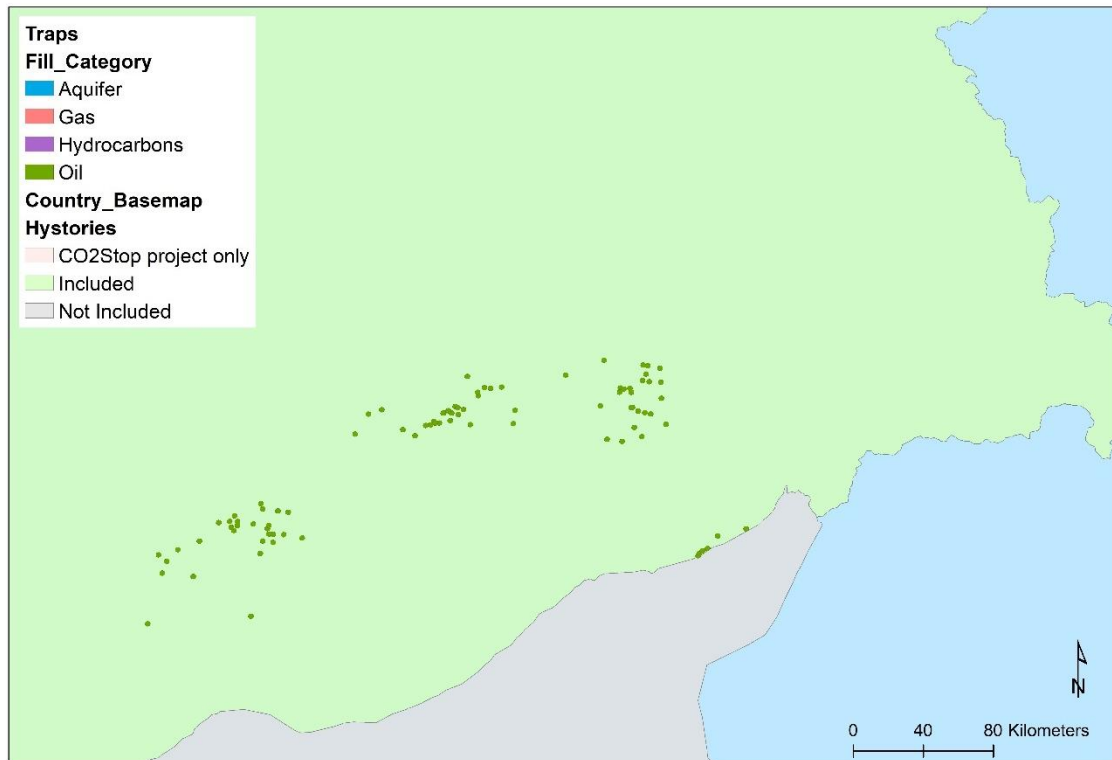 Traps
Fill_Category
Aquifer
Gas
Hydrocarbons
Oil
Country_Basemap
Hystories
CO2Stop project only
Included
Not Included
N
0 40 80 Kilometers